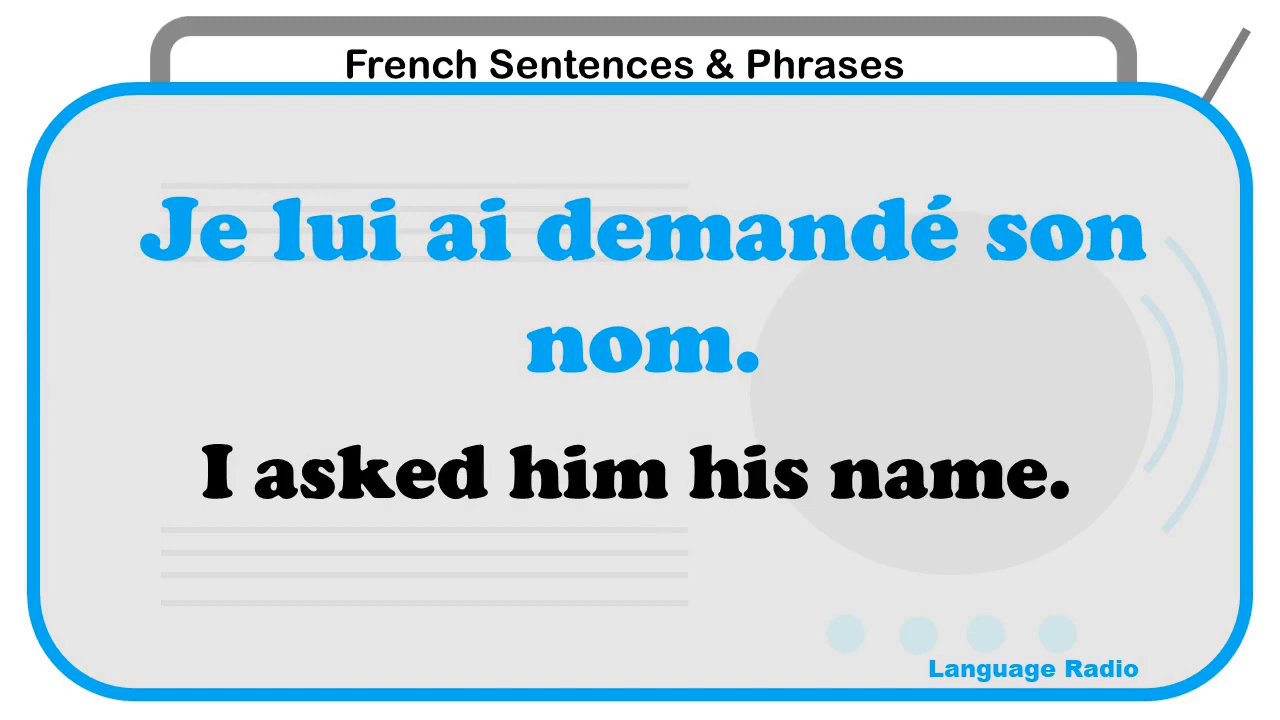 French Sentences & Phrases
Je lui ai demandé son
nom.
I asked him his name.
Language Radio